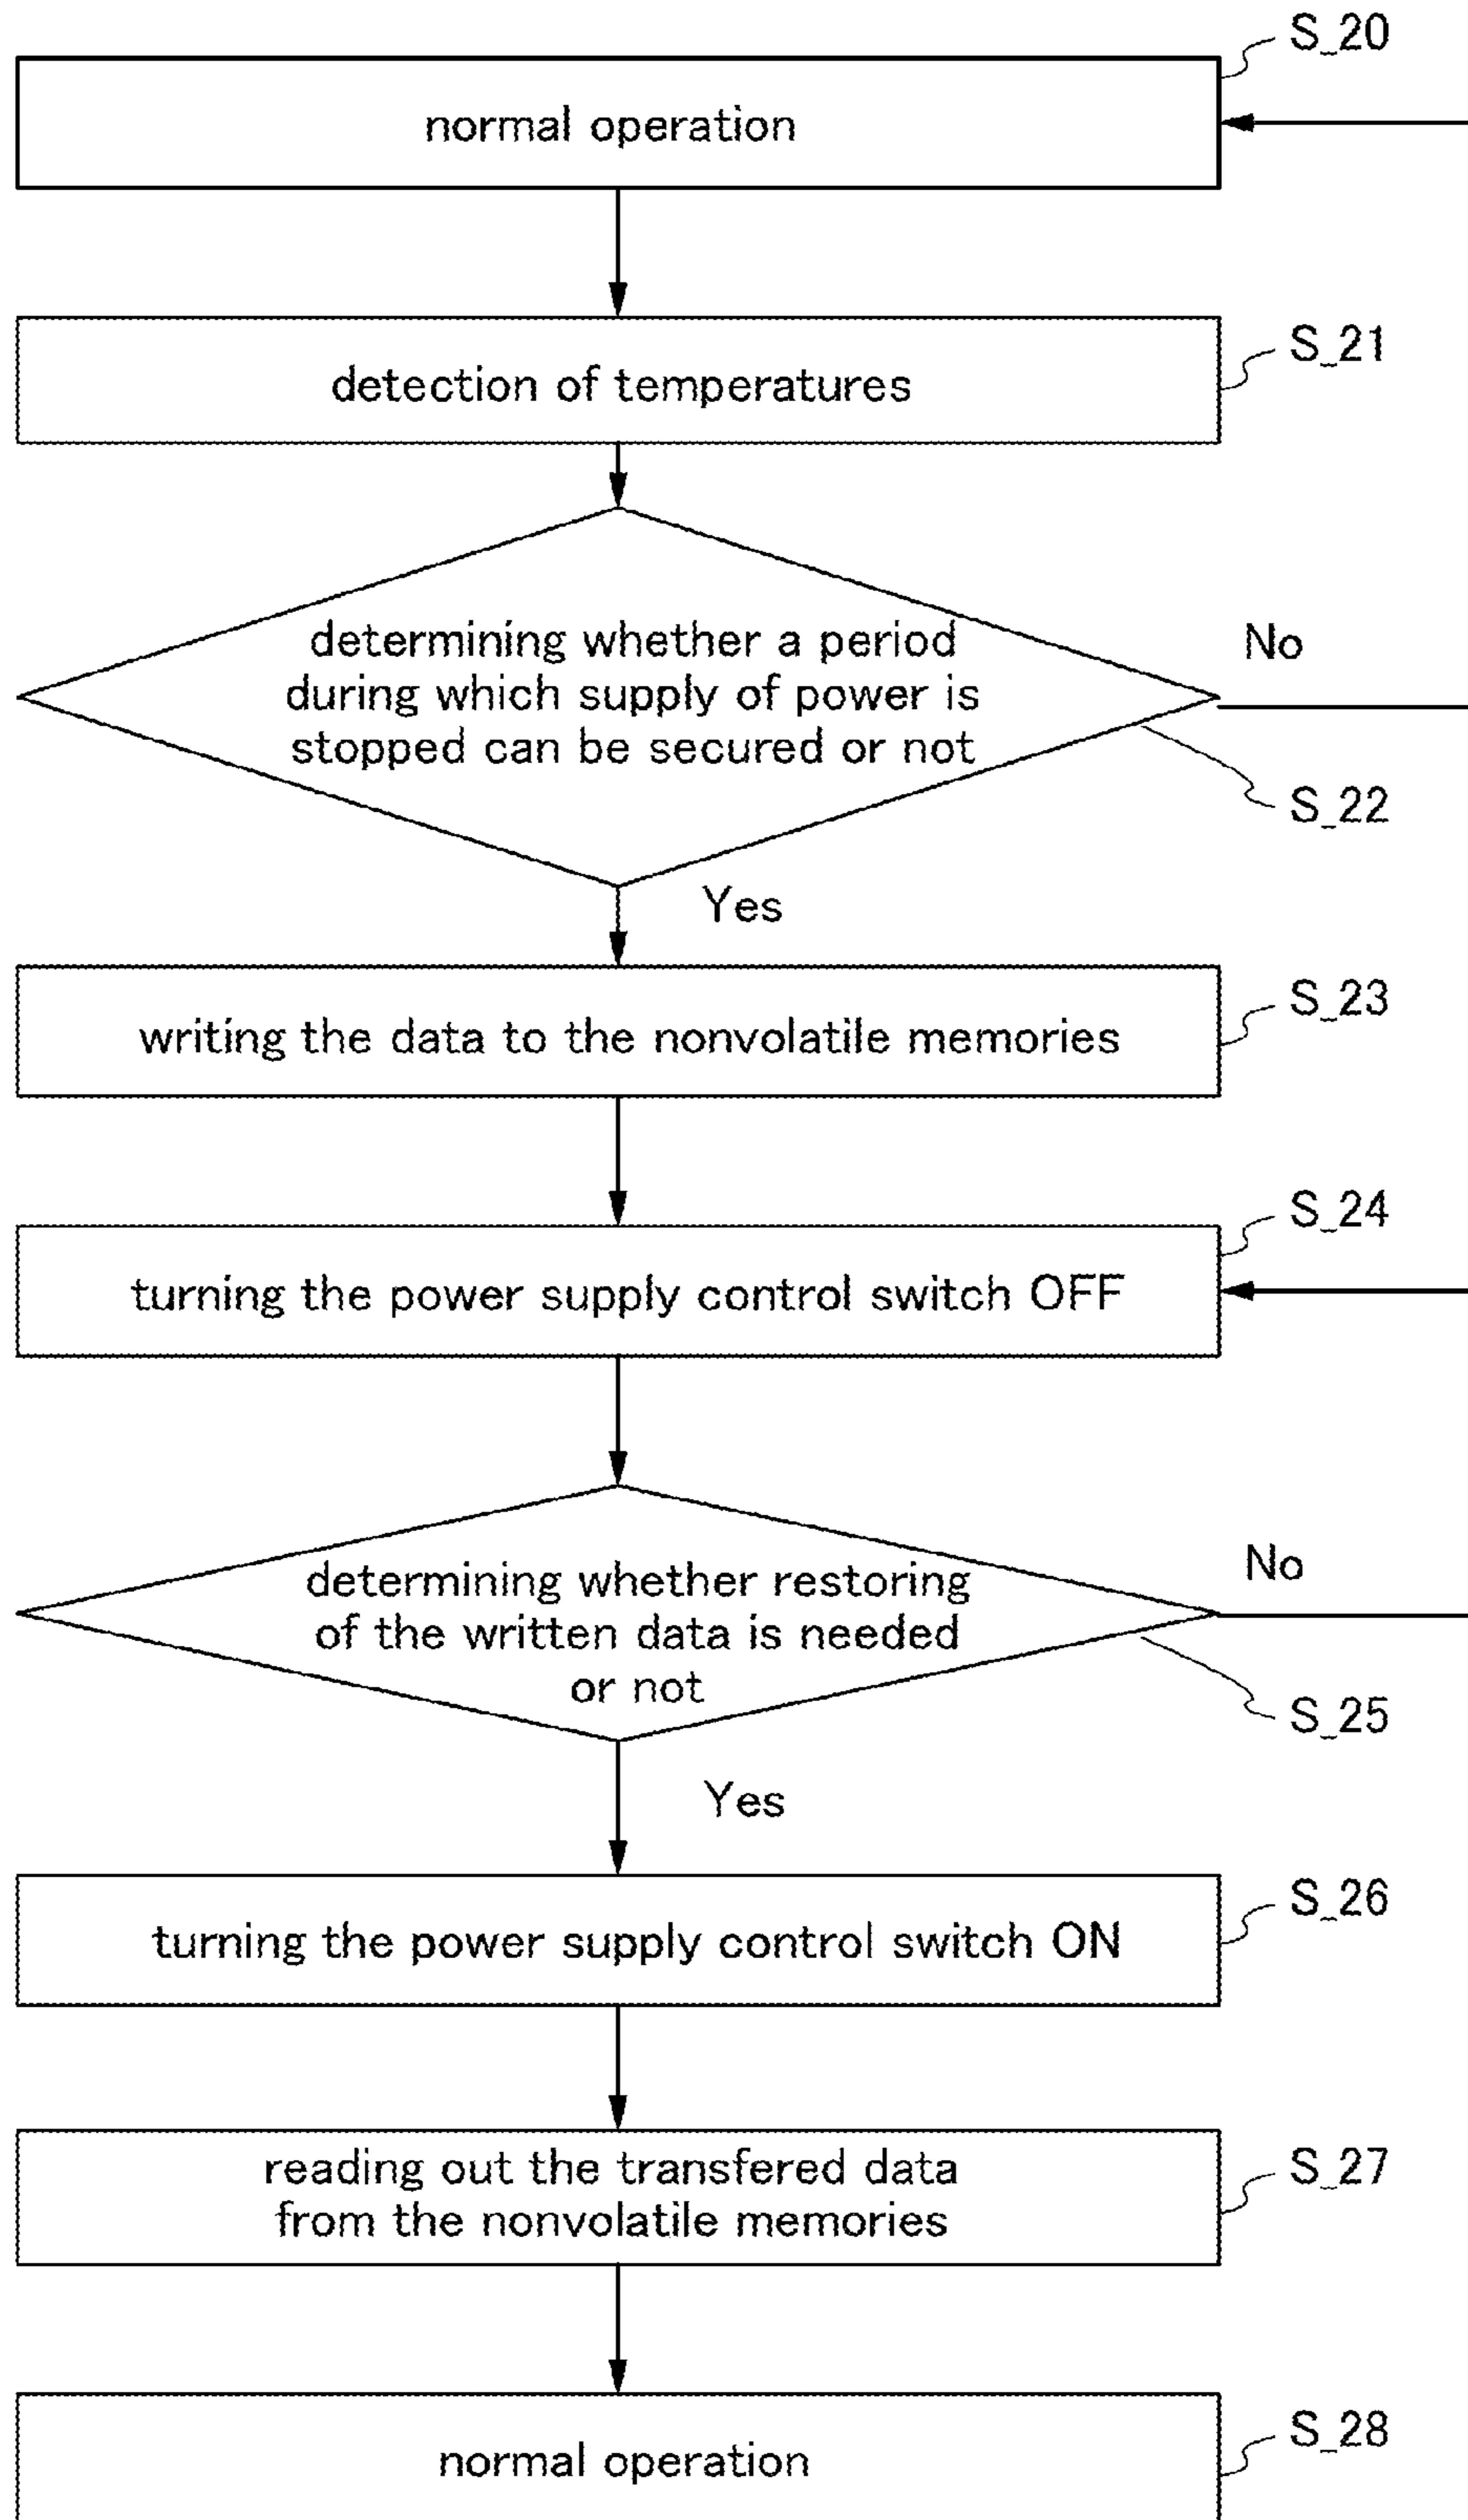 S_20
normal operation
S_21
detection of temperatures
determining whether a period
during which supply of power is
stopped can be secured or not
No
S_22
Yes
S_23
writing the data to the nonvolatile memories
S_24
turning the power supply control switch OFF
determining whether restoring
of the written data is needed
or not
No
S_25
Yes
S_26
turning the power supply control switch ON
S_27
reading out the transfered data
from the nonvolatile memories
S_28
normal operation